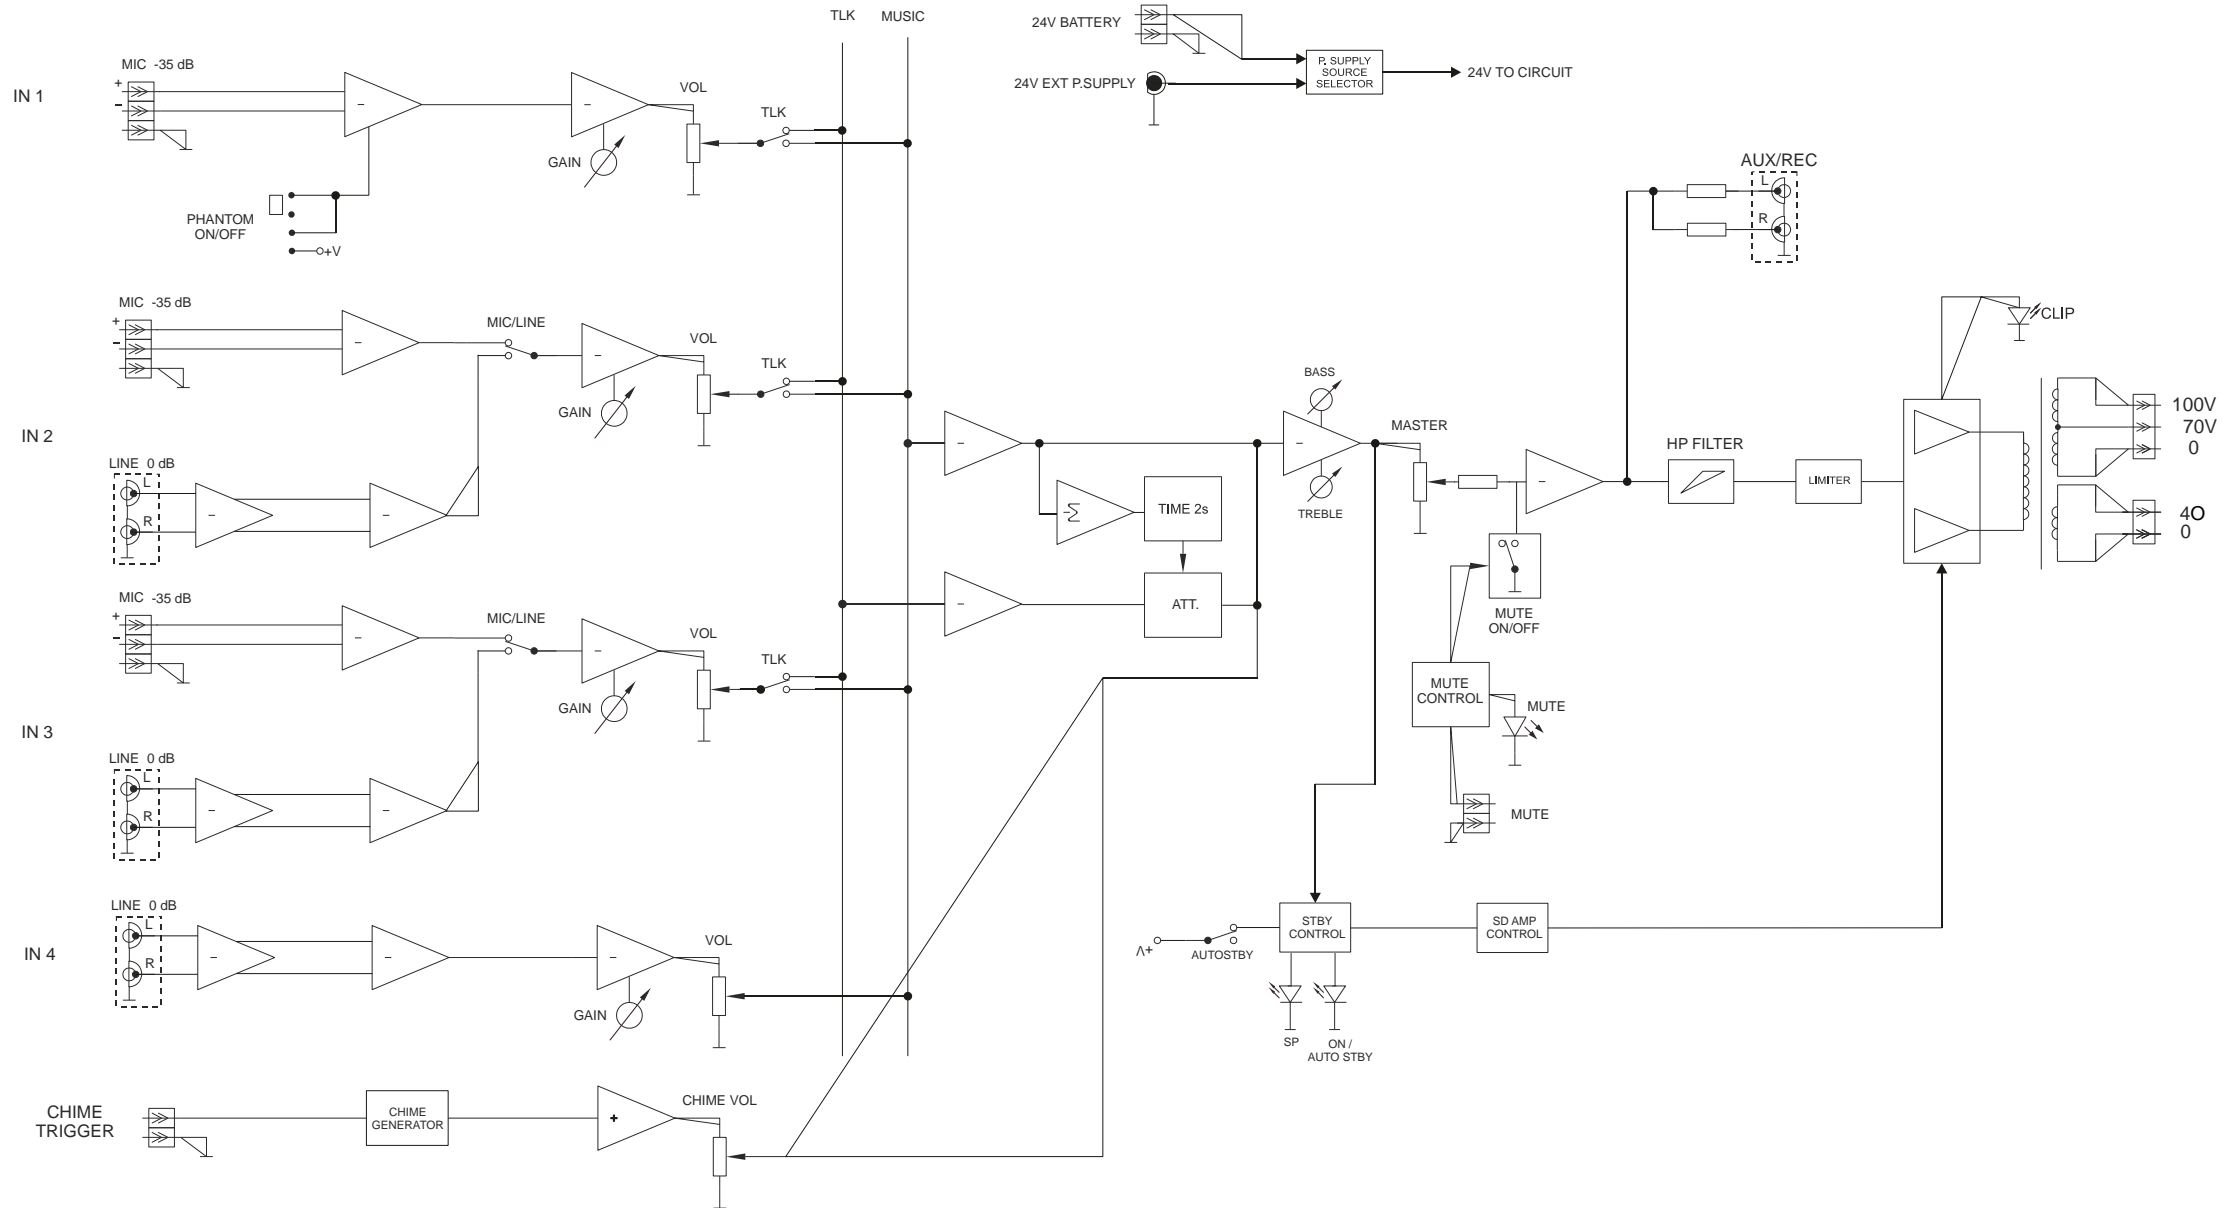 TLK MUSIC
24V BATTERY
24V EXT P.SUPPLY
P. SUPPLY
SOURCE
SELECTOR
24V TO CIRCUIT
IN 1
MIC -35 dB
+
−
−
−
GAIN
VOL
TLK
PHANTOM
ON/OFF
+V
AUX/REC
L
R
IN 2
MIC -35 dB
+
−
−
MIC/LINE
−
GAIN
VOL
TLK
LINE 0 dB
L
R
−
−
IN 3
MIC -35 dB
+
−
−
MIC/LINE
−
GAIN
VOL
TLK
LINE 0 dB
L
R
−
−
IN 4
LINE 0 dB
L
R
−
−
−
GAIN
VOL
CHIME
TRIGGER
CHIME
GENERATOR
+
CHIME VOL
−
−Σ
TIME 2s
−
ATT.
BASS
−
TREBLE
MASTER
−
MUTE
ON/OFF
MUTE
CONTROL
MUTE
MUTE
HP FILTER
LIMITER
CLIP
100V
70V
0
4O
0
Λ+
AUTOSTBY
STBY
CONTROL
SP
ON /
AUTO STBY
SD AMP
CONTROL